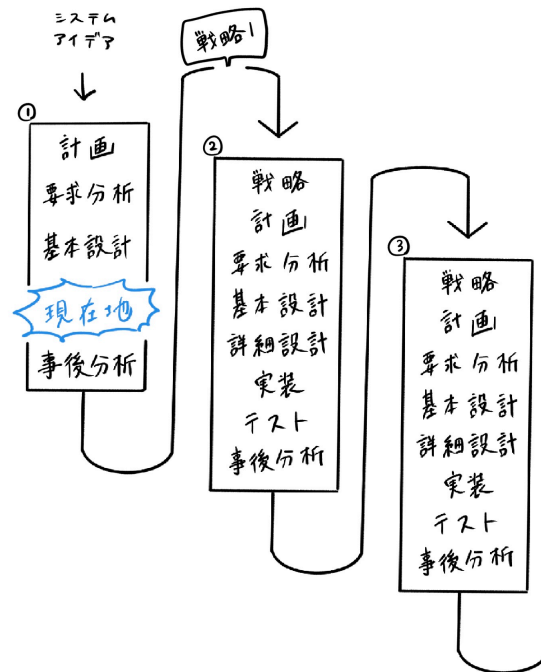 システム
アイデア
戦略1
①
計画
要求分析
基本設計
現在地
事後分析
②
戦略
計画
要求分析
基本設計
詳細設計
実装
テスト
事後分析
③
戦略
計画
要求分析
基本設計
詳細設計
実装
テスト
事後分析